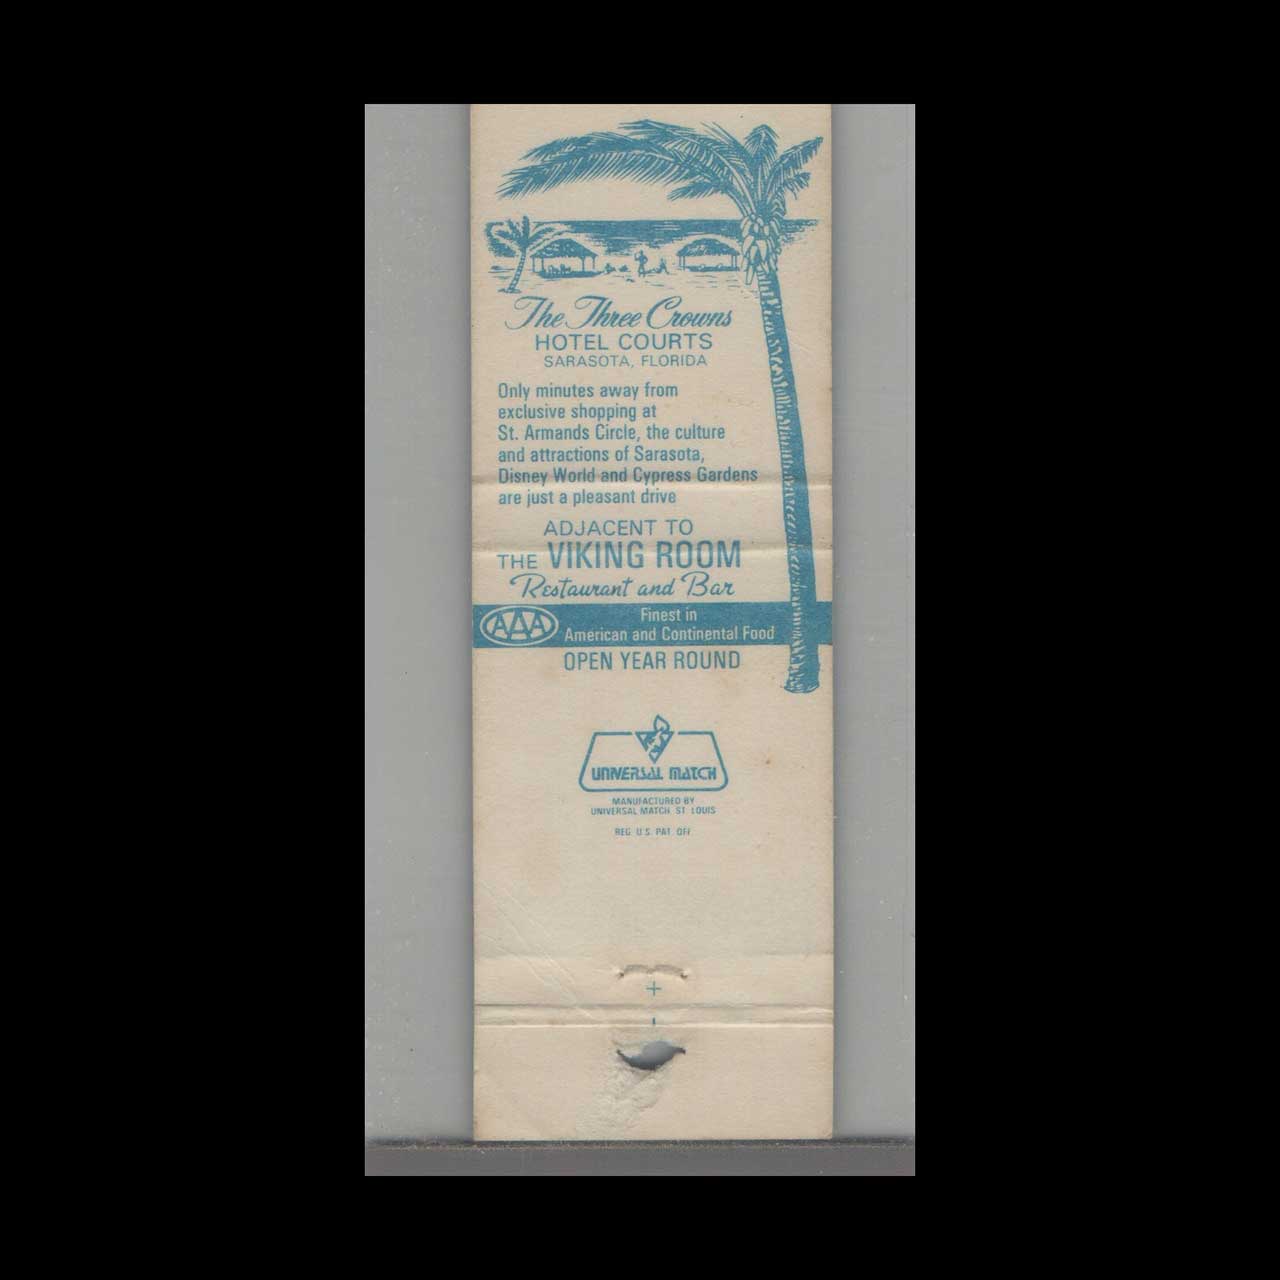 The Three Crowns
HOTEL COURTS
SARASOTA, FLORIDA
Only minutes away from
exclusive shopping at
St. Armands Circle, the culture
and attractions of Sarasota,
Disney World and Cypress Gardens
are just a pleasant drive
ADJACENT TO
THE VIKING ROOM
Restaurant and Bar
AAA
Finest in
American and Continental Food
OPEN YEAR ROUND
UNIVERSAL MATCH
MANUFACTURED BY
UNIVERSAL MATCH ST LOUIS
REG U.S. PAT OFF